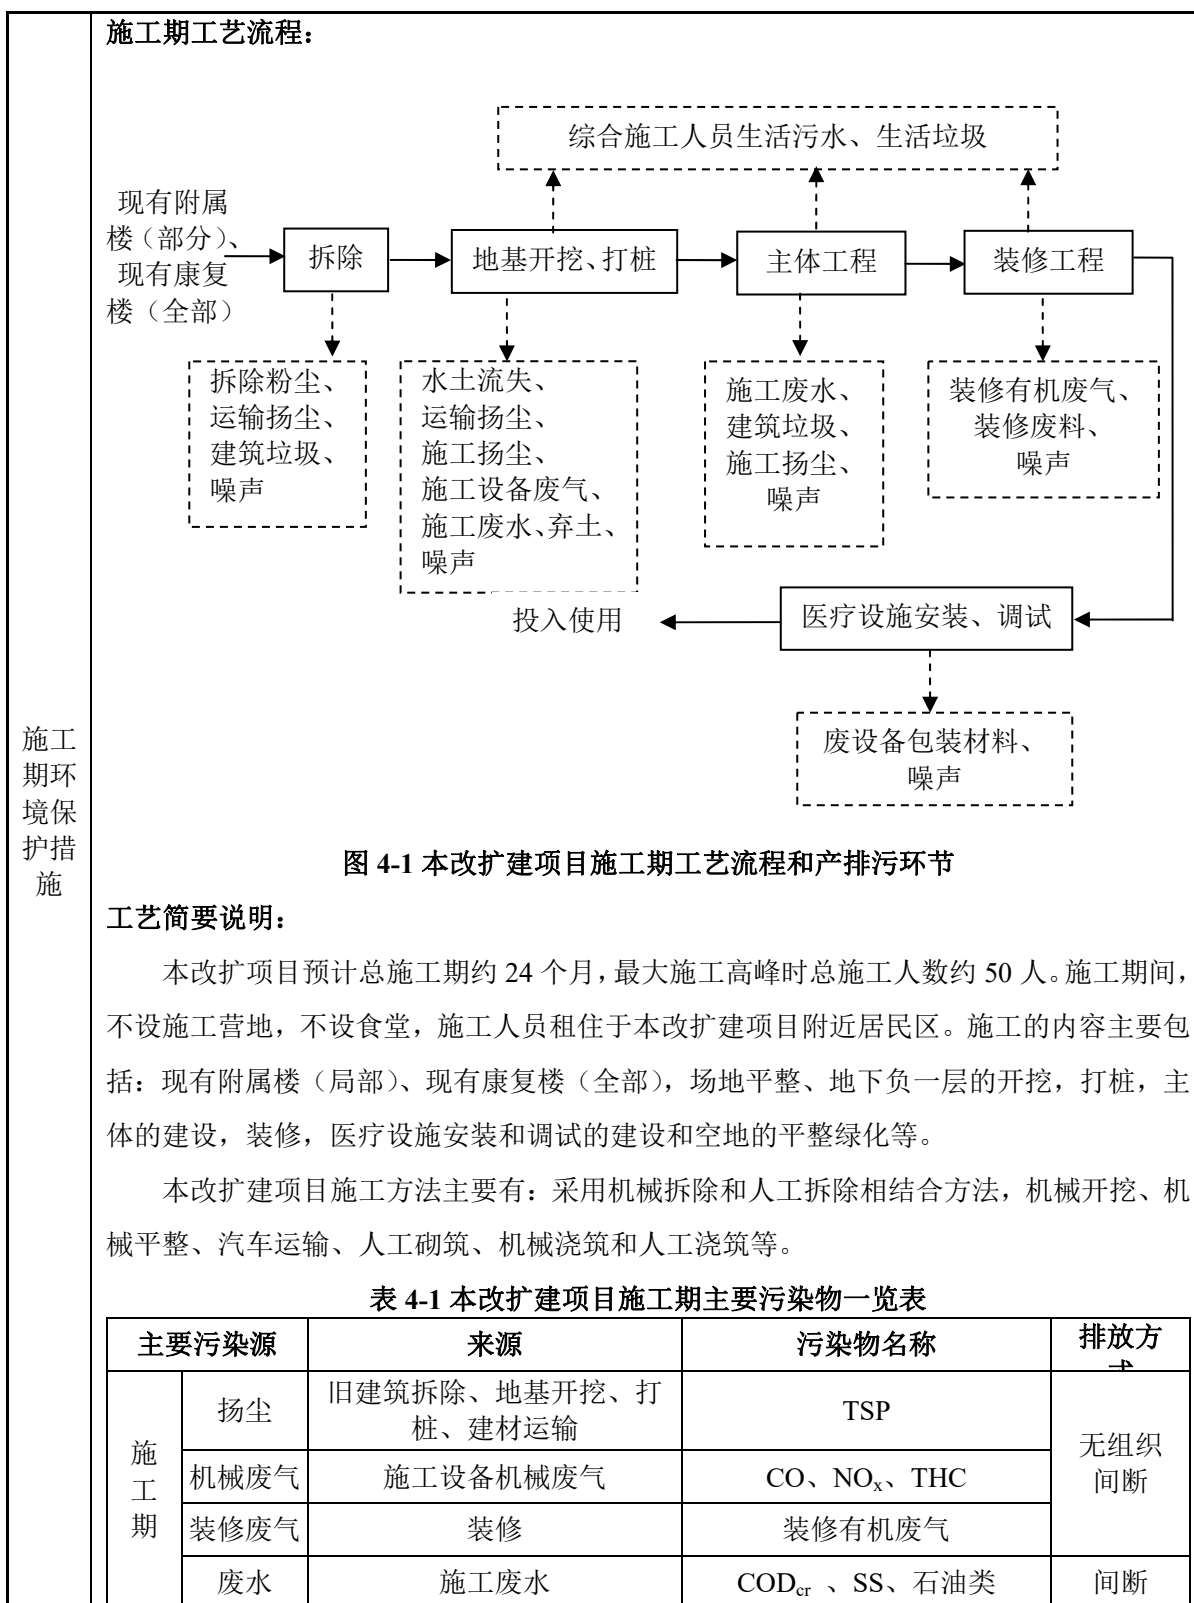 施工期工艺流程：
综合施工人员生活污水、生活垃圾
现有附属
楼（部分）、
现有康复
楼（全部）
拆除
地基开挖、打桩
主体工程
装修工程
拆除粉尘、
运输扬尘、
建筑垃圾、
噪声
水土流失、
运输扬尘、
施工扬尘、
施工设备废气、
施工废水、弃土、
噪声
施工废水、
建筑垃圾、
施工扬尘、
噪声
装修有机废气、
装修废料、
噪声
投入使用
医疗设施安装、调试
废设备包装材料、
噪声
施工
期环
境保
护措
施
图 4-1 本改扩建项目施工期工艺流程和产排污环节
工艺简要说明：
本改扩项目预计总施工期约 24 个月，最大施工高峰时总施工人数约 50 人。施工期间，
不设施工营地，不设食堂，施工人员租住于本改扩建项目附近居民区。施工的内容主要包
括：现有附属楼（局部）、现有康复楼（全部），场地平整、地下负一层的开挖，打桩，主
体的建设，装修，医疗设施安装和调试的建设和空地的平整绿化等。
本改扩建项目施工方法主要有：采用机械拆除和人工拆除相结合方法，机械开挖、机
械平整、汽车运输、人工砌筑、机械浇筑和人工浇筑等。
表 4-1 本改扩建项目施工期主要污染物一览表
主要污染源 来源 污染物名称 排放方
式
施
工
期
扬尘 旧建筑拆除、地基开挖、打
桩、建材运输 TSP 无组织
间断
机械废气 施工设备机械废气 CO、NOx、THC
装修废气 装修 装修有机废气
废水 施工废水 CODcr 、SS、石油类 间断